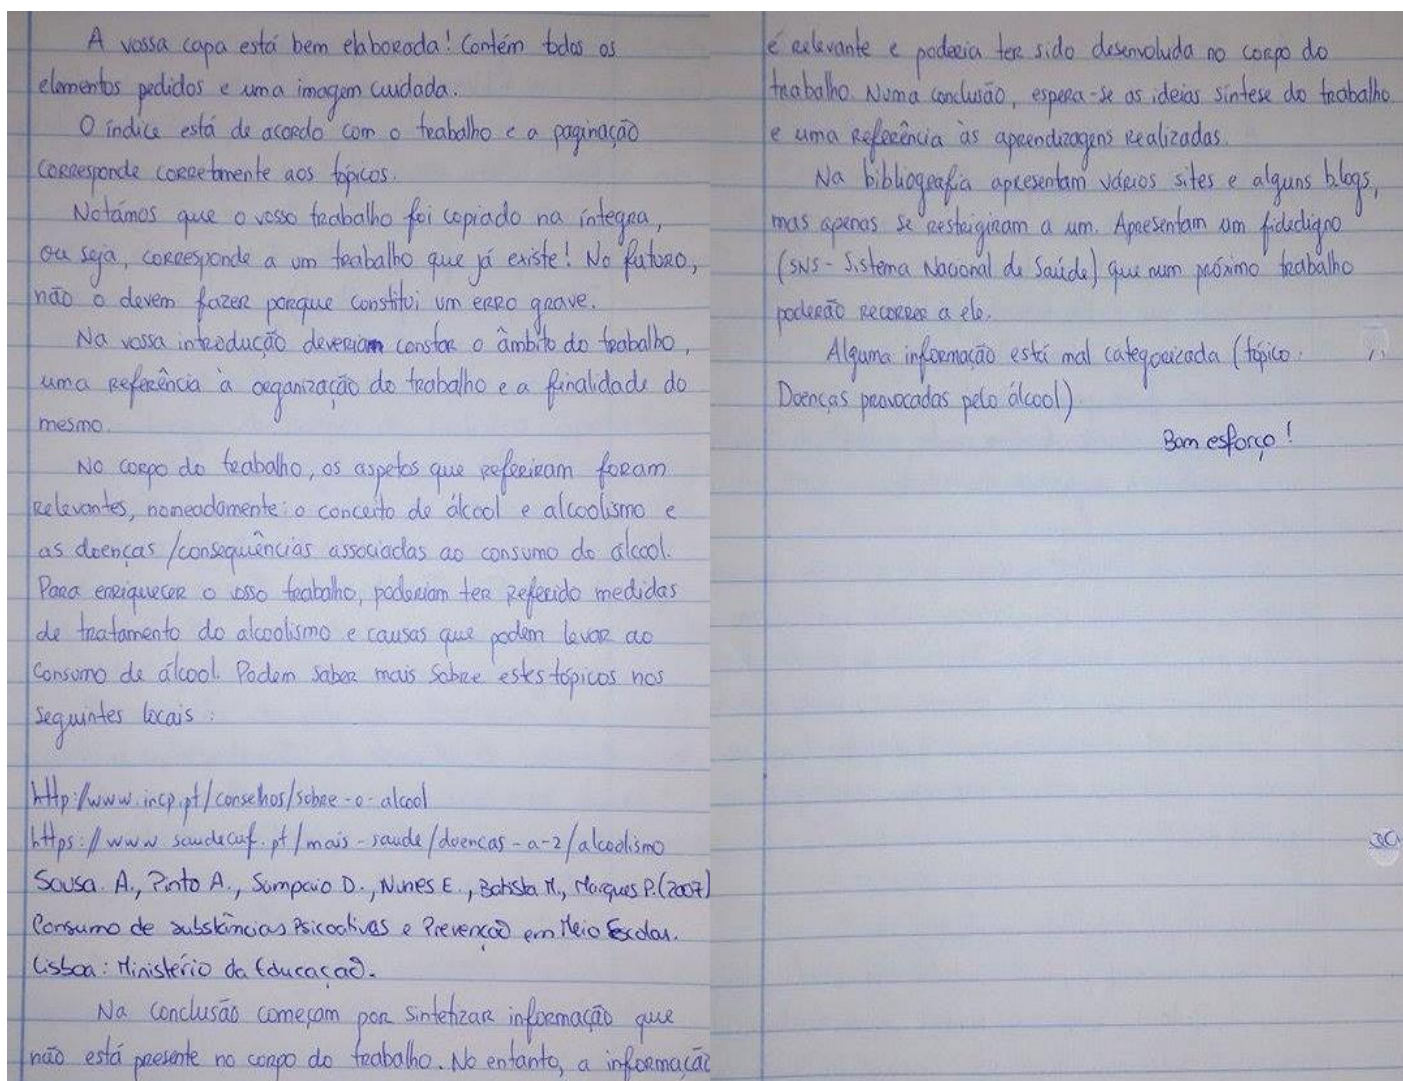 A vossa capa está bem elaborada! Contém todos os
elementos pedidos e uma imagem cuidada.
O índice está de acordo com o trabalho e a paginação
corresponde corretamente aos tópicos.
Notámos que o vosso trabalho foi copiado na íntegra,
ou seja, corresponde a um trabalho que já existe! No futuro,
não o devem fazer porque constitui um erro grave.
Na vossa introdução deveriam constar o âmbito do trabalho,
uma referência à organização do trabalho e a finalidade do
mesmo.
No corpo do trabalho, os aspetos que referiram foram
relevantes, nomeadamente: o conceito de álcool e alcoolismo e
as doenças/consequências associadas ao consumo do álcool.
Para enriquecer o vosso trabalho, poderiam ter referido medidas
de tratamento do alcoolismo e causas que podem levar ao
consumo de álcool. Podem saber mais sobre estes tópicos nos
seguintes locais:
http://www.incp.pt/conselhos/sobre-o-alcool
https://www.saudecuf.pt/mais-saude/doencas-a-z/alcoolismo
Sousa. A., Pinto A., Sampaio D., Nunes E., Batista M., Marques P. (2007)
Consumo de substâncias Psicoativas e Prevenção em Meio Escolar.
Lisboa: Ministério da Educação.
Na conclusão começam por sintetizar informação que
não está presente no corpo do trabalho. No entanto, a informação
é relevante e poderia ter sido desenvoluda no corpo do
trabalho. Numa conclusão, espera-se as ideias síntese do trabalho
e uma referência às aprendizagens realizadas.
Na bibliografia apresentam vários sites e alguns blogs,
mas apenas se restrigiram a um. Apresentam um fidedigno
(SNS - Sistema Nacional de Saúde) que num próximo trabalho
poderão recorrer a ele.
Alguma informação está mal categorizada (tópico:
Doenças provocadas pelo álcool).
Bom esforço!